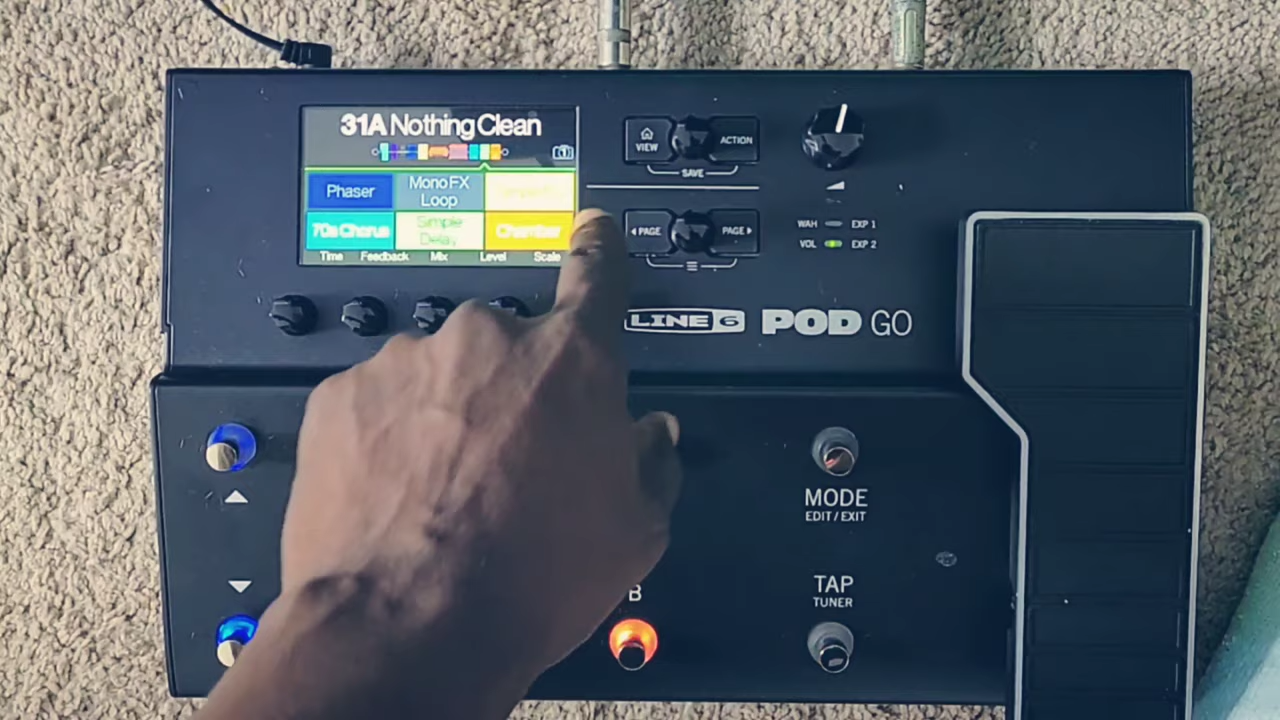 31A Nothing Clean
Phaser
Mono FX
Loop
70s Chorus
Simple
Delay
Chamber
Time Feedback Mix Level Scale
VIEW
ACTION
SAVE
PAGE
PAGE
WAH EXP 1
VOL EXP 2
LINE 6 POD GO
MODE
EDIT / EXIT
TAP
TUNER
B